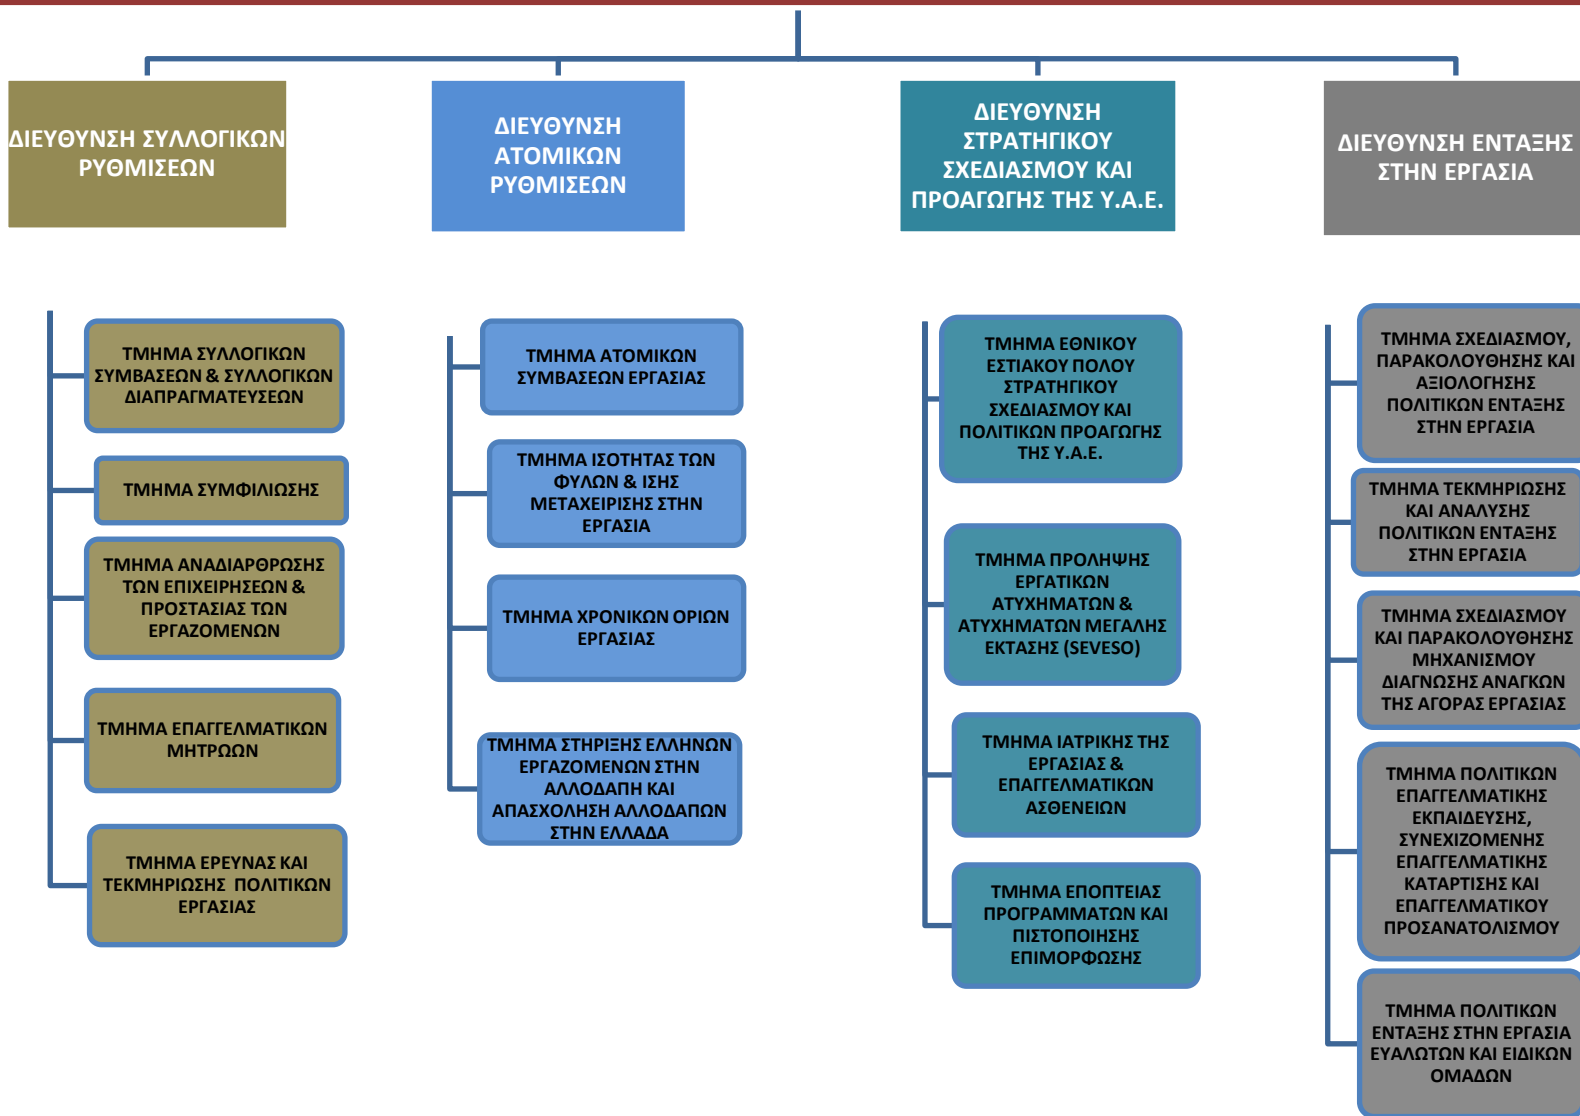 ΔΙΕΥΘΥΝΣΗ ΣΥΛΛΟΓΙΚΩΝ
ΡΥΘΜΙΣΕΩΝ
ΤΜΗΜΑ ΣΥΛΛΟΓΙΚΩΝ
ΣΥΜΒΑΣΕΩΝ & ΣΥΛΛΟΓΙΚΩΝ
ΔΙΑΠΡΑΓΜΑΤΕΥΣΕΩΝ
ΤΜΗΜΑ ΣΥΜΦΙΛΙΩΣΗΣ
ΤΜΗΜΑ ΑΝΑΔΙΑΡΘΡΩΣΗΣ
ΤΩΝ ΕΠΙΧΕΙΡΗΣΕΩΝ &
ΠΡΟΣΤΑΣΙΑΣ ΤΩΝ
ΕΡΓΑΖΟΜΕΝΩΝ
ΤΜΗΜΑ ΕΠΑΓΓΕΛΜΑΤΙΚΩΝ
ΜΗΤΡΩΩΝ
ΤΜΗΜΑ ΕΡΕΥΝΑΣ ΚΑΙ
ΤΕΚΜΗΡΙΩΣΗΣ ΠΟΛΙΤΙΚΩΝ
ΕΡΓΑΣΙΑΣ
ΔΙΕΥΘΥΝΣΗ
ΑΤΟΜΙΚΩΝ
ΡΥΘΜΙΣΕΩΝ
ΤΜΗΜΑ ΑΤΟΜΙΚΩΝ
ΣΥΜΒΑΣΕΩΝ ΕΡΓΑΣΙΑΣ
ΤΜΗΜΑ ΙΣΟΤΗΤΑΣ ΤΩΝ
ΦΥΛΩΝ & ΙΣΗΣ
ΜΕΤΑΧΕΙΡΙΣΗΣ ΣΤΗΝ
ΕΡΓΑΣΙΑ
ΤΜΗΜΑ ΧΡΟΝΙΚΩΝ ΟΡΙΩΝ
ΕΡΓΑΣΙΑΣ
ΤΜΗΜΑ ΣΤΗΡΙΞΗΣ ΕΛΛΗΝΩΝ
ΕΡΓΑΖΟΜΕΝΩΝ ΣΤΗΝ
ΑΛΛΟΔΑΠΗ ΚΑΙ
ΑΠΑΣΧΟΛΗΣΗ ΑΛΛΟΔΑΠΩΝ
ΣΤΗΝ ΕΛΛΑΔΑ
ΔΙΕΥΘΥΝΣΗ
ΣΤΡΑΤΗΓΙΚΟΥ
ΣΧΕΔΙΑΣΜΟΥ ΚΑΙ
ΠΡΟΑΓΩΓΗΣ ΤΗΣ Υ.Α.Ε.
ΤΜΗΜΑ ΕΘΝΙΚΟΥ
ΕΣΤΙΑΚΟΥ ΠΟΛΟΥ
ΣΤΡΑΤΗΓΙΚΟΥ
ΣΧΕΔΙΑΣΜΟΥ ΚΑΙ
ΠΟΛΙΤΙΚΩΝ ΠΡΟΑΓΩΓΗΣ
ΤΗΣ Υ.Α.Ε.
ΤΜΗΜΑ ΠΡΟΛΗΨΗΣ
ΕΡΓΑΤΙΚΩΝ
ΑΤΥΧΗΜΑΤΩΝ &
ΑΤΥΧΗΜΑΤΩΝ ΜΕΓΑΛΗΣ
ΕΚΤΑΣΗΣ (SEVESO)
ΤΜΗΜΑ ΙΑΤΡΙΚΗΣ ΤΗΣ
ΕΡΓΑΣΙΑΣ &
ΕΠΑΓΓΕΛΜΑΤΙΚΩΝ
ΑΣΘΕΝΕΙΩΝ
ΤΜΗΜΑ ΕΠΟΠΤΕΙΑΣ
ΠΡΟΓΡΑΜΜΑΤΩΝ ΚΑΙ
ΠΙΣΤΟΠΟΙΗΣΗΣ
ΕΠΙΜΟΡΦΩΣΗΣ
ΔΙΕΥΘΥΝΣΗ ΕΝΤΑΞΗΣ
ΣΤΗΝ ΕΡΓΑΣΙΑ
ΤΜΗΜΑ ΣΧΕΔΙΑΣΜΟΥ,
ΠΑΡΑΚΟΛΟΥΘΗΣΗΣ ΚΑΙ
ΑΞΙΟΛΟΓΗΣΗΣ
ΠΟΛΙΤΙΚΩΝ ΕΝΤΑΞΗΣ
ΣΤΗΝ ΕΡΓΑΣΙΑ
ΤΜΗΜΑ ΤΕΚΜΗΡΙΩΣΗΣ
ΚΑΙ ΑΝΑΛΥΣΗΣ
ΠΟΛΙΤΙΚΩΝ ΕΝΤΑΞΗΣ
ΣΤΗΝ ΕΡΓΑΣΙΑ
ΤΜΗΜΑ ΣΧΕΔΙΑΣΜΟΥ
ΚΑΙ ΠΑΡΑΚΟΛΟΥΘΗΣΗΣ
ΜΗΧΑΝΙΣΜΟΥ
ΔΙΑΓΝΩΣΗΣ ΑΝΑΓΚΩΝ
ΤΗΣ ΑΓΟΡΑΣ ΕΡΓΑΣΙΑΣ
ΤΜΗΜΑ ΠΟΛΙΤΙΚΩΝ
ΕΠΑΓΓΕΛΜΑΤΙΚΗΣ
ΕΚΠΑΙΔΕΥΣΗΣ,
ΣΥΝΕΧΙΖΟΜΕΝΗΣ
ΕΠΑΓΓΕΛΜΑΤΙΚΗΣ
ΚΑΤΑΡΤΙΣΗΣ ΚΑΙ
ΕΠΑΓΓΕΛΜΑΤΙΚΟΥ
ΠΡΟΣΑΝΑΤΟΛΙΣΜΟΥ
ΤΜΗΜΑ ΠΟΛΙΤΙΚΩΝ
ΕΝΤΑΞΗΣ ΣΤΗΝ ΕΡΓΑΣΙΑ
ΕΥΑΛΩΤΩΝ ΚΑΙ ΕΙΔΙΚΩΝ
ΟΜΑΔΩΝ